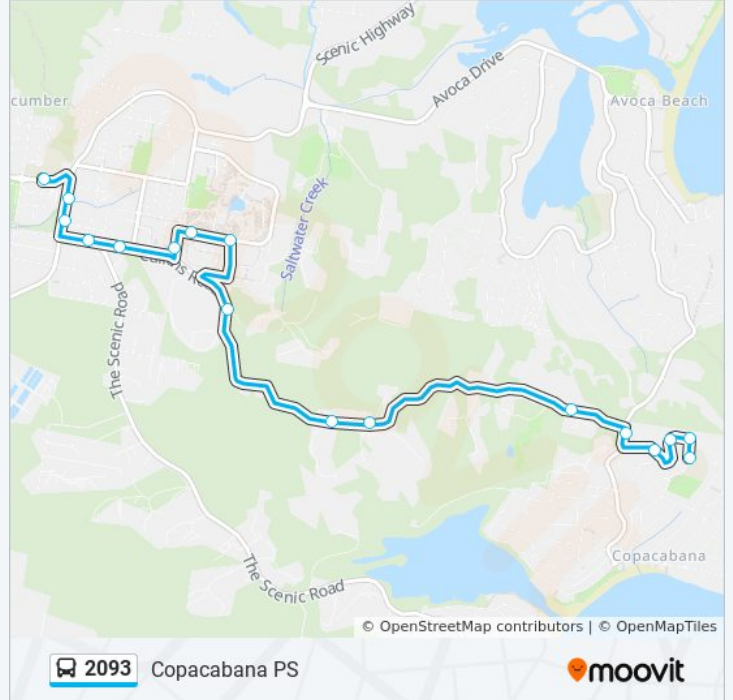 Scenic Highway
Avoca Drive
cumber
Avoca Beach
Saltwater Creek
The Scenic Road
Copacabana
The Scenic Road
© OpenStreetMap contributors | © OpenMapTiles
2093 Copacabana PS
moovit